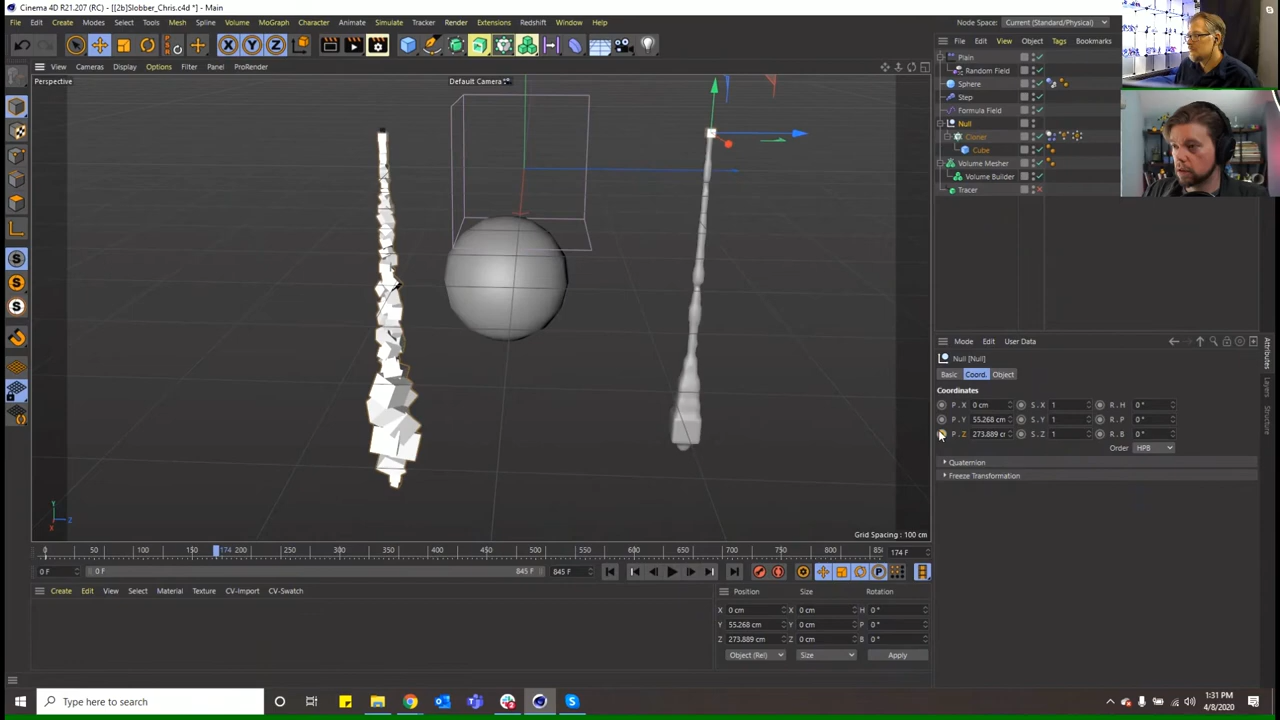 Cinema 4D R21.207 (RC) - [[2b]Slobber_Chris.c4d *] - Main
File Edit Create Modes Select Tools Mesh Spline Volume MoGraph Character Animate Simulate Tracker Render Extensions Redshift Window Help
Node Space: Current (Standard/Physical)
View Cameras Display Options Filter Panel ProRender
Perspective
Default Camera
File Edit View Object Tags Bookmarks
Plain
Random Field
Sphere
Step
Formula Field
Null
Cloner
Cube
Volume Mesher
Volume Builder
Tracer
X Y Z
S
S
S
Mode Edit User Data
Null [Null]
Basic Coord. Object
Coordinates
P . X 0 cm S . X 1 R . H 0 °
P . Y 55.268 cm S . Y 1 R . P 0 °
P . Z 273.889 cr S . Z 1 R . B 0 °
Order HPB
Quaternion
Freeze Transformation
Attributes
Layers
Structure
Y
Z
X
Grid Spacing : 100 cm
0 50 100 150 174 200 250 300 350 400 450 500 550 600 650 700 750 800 85 174 F
0 F 0 F 845 F 845 F
P
Create Edit View Select Material Texture CV-Import CV-Swatch
Position Size Rotation
X 0 cm X 0 cm H 0 °
Y 55.268 cm Y 0 cm P 0 °
Z 273.889 cm Z 0 cm B 0 °
Object (Rel) Size Apply
Type here to search
1:31 PM
4/8/2020